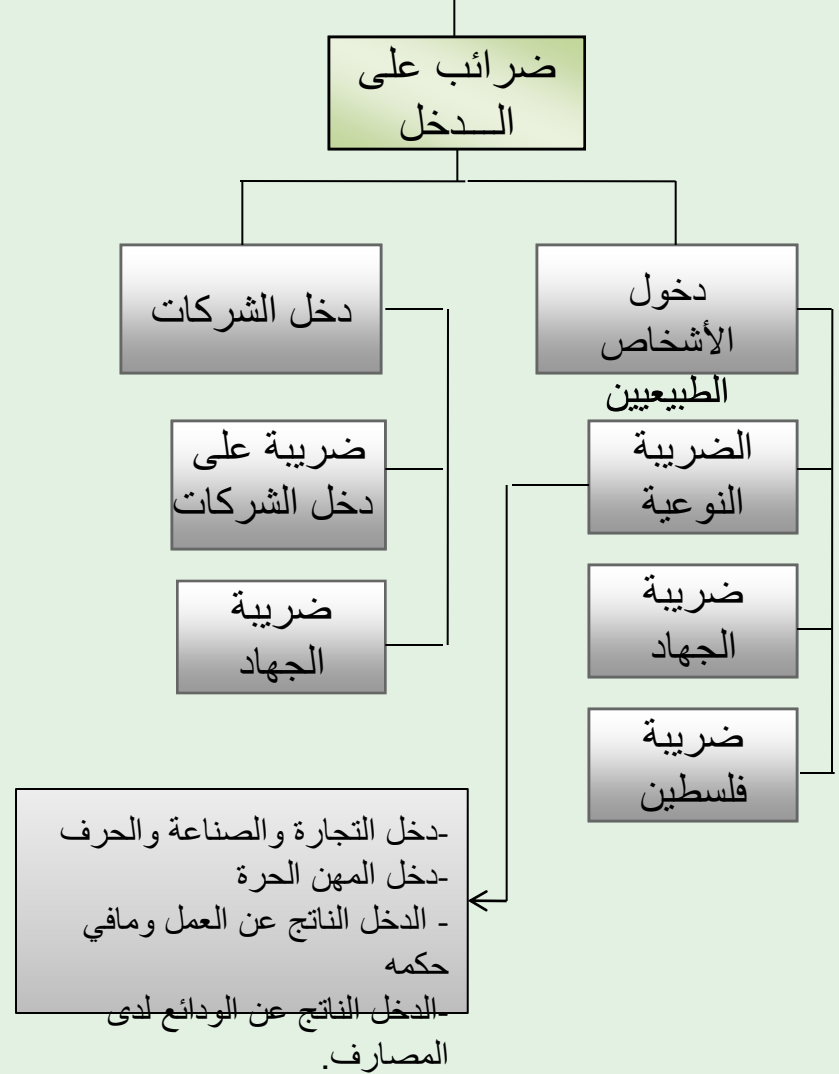 ضرائب على
الـــدخل
دخول
الأشخاص
الطبيعيين
دخل الشركات
الضريبة
النوعية
ضريبة على
دخل الشركات
ضريبة
الجهاد
ضريبة
الجهاد
ضريبة
فلسطين
-دخل التجارة والصناعة والحرف
-دخل المهن الحرة
- الدخل الناتج عن العمل ومافي
حكمه
-الدخل الناتج عن الودائع لدى
المصارف.